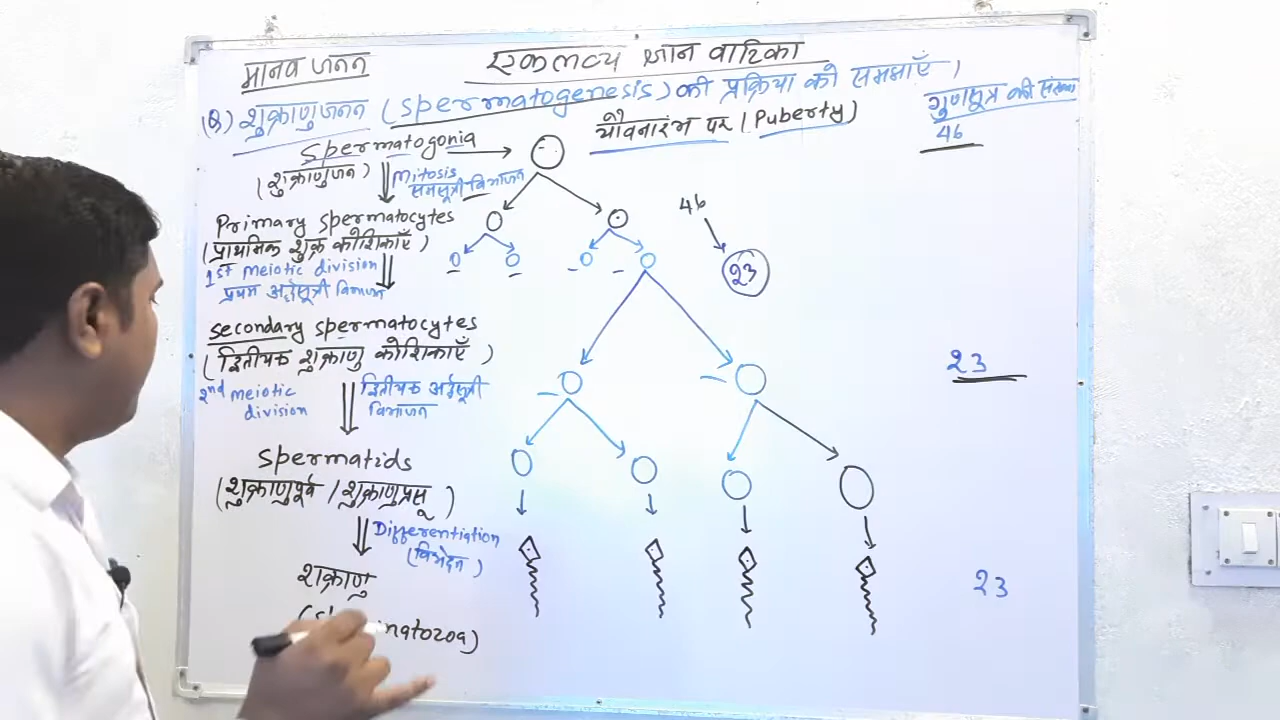 मानव जनन
एकलव्य ज्ञान वाटिका
(Q) शुक्राणुजनन (spermatogenesis) की प्रक्रिया को समझाएँ।
यौवनारंभ पर (Puberty)
गुणसूत्र की संख्या
46
Spermatogonia
(शुक्राणुजन)
Mitosis
समसूत्री विभाजन
Primary spermatocytes
(प्राथमिक शुक्र कोशिकाएँ)
1st meiotic division
प्रथम अर्द्धसूत्री विभाजन
46
23
secondary spermatocytes
(द्वितीयक शुक्राणु कोशिकाएँ)
23
2nd meiotic
division
द्वितीयक अर्द्धसूत्री
विभाजन
spermatids
(शुक्राणुपूर्व / शुक्राणुप्रसू)
Differentiation
(विभेदन)
शुक्राणु
23